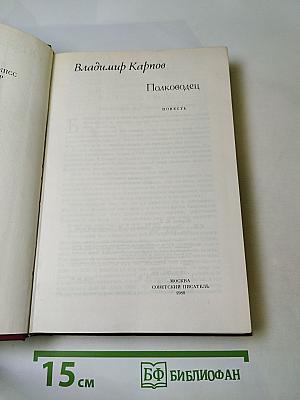 Владимир Карпов
Полководец
ПОВЕСТЬ
МОСКВА
СОВЕТСКИЙ ПИСАТЕЛЬ
15 см
БФ БИБЛИОФАН